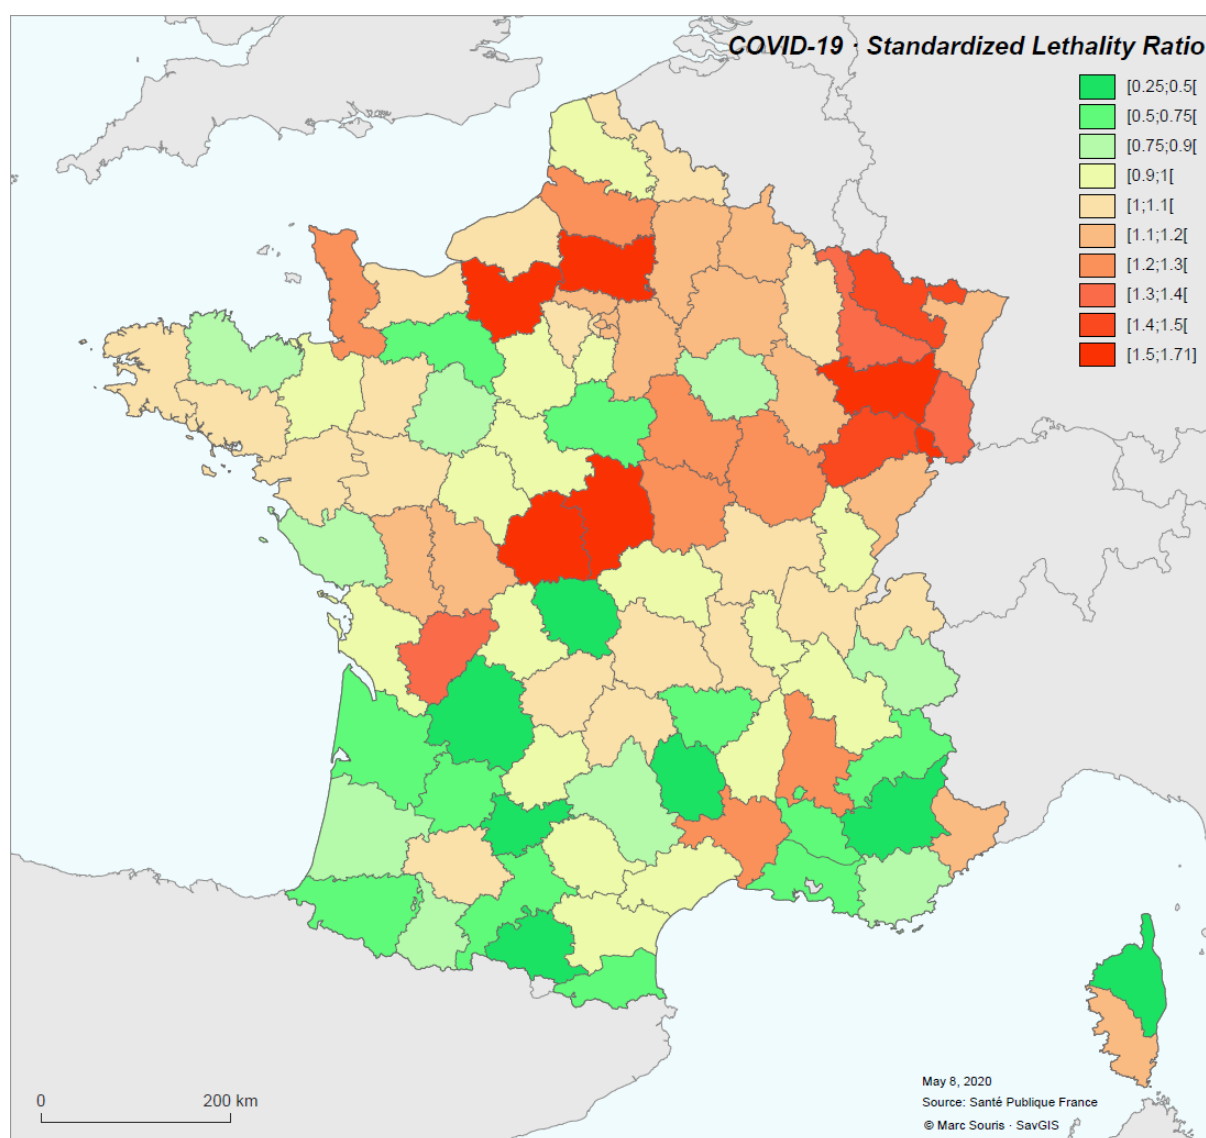 COVID-19 · Standardized Lethality Ratio
[0.25;0.5[
[0.5;0.75[
[0.75;0.9[
[0.9;1[
[1;1.1[
[1.1;1.2[
[1.2;1.3[
[1.3;1.4[
[1.4;1.5[
[1.5;1.71]
0 200 km
May 8, 2020
Source: Santé Publique France
© Marc Souris · SavGIS